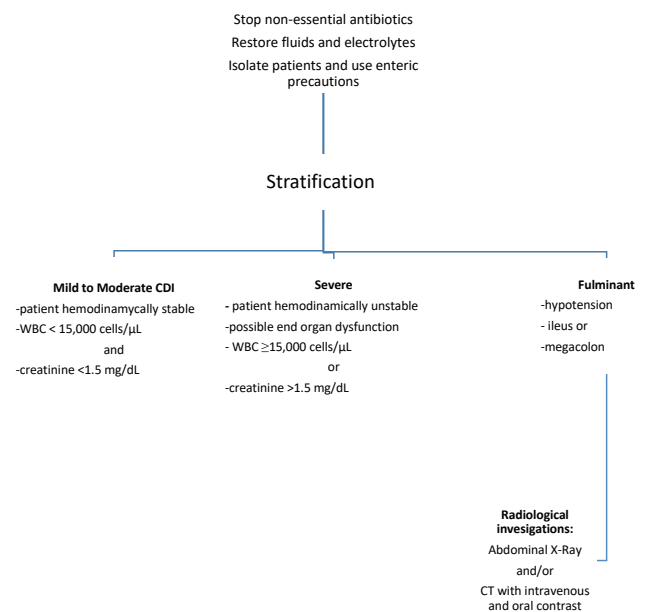 Stop non-essential antibiotics
Restore fluids and electrolytes
Isolate patients and use enteric
precautions
Stratification
Mild to Moderate CDI
-patient hemodinamycally stable
-WBC < 15,000 cells/µL
and
-creatinine <1.5 mg/dL
Severe
- patient hemodinamically unstable
-possible end organ dysfunction
- WBC ≥15,000 cells/µL
or
-creatinine >1.5 mg/dL
Fulminant
-hypotension
- ileus or
-megacolon
Radiological
invesigations:
Abdominal X-Ray
and/or
CT with intravenous
and oral contrast